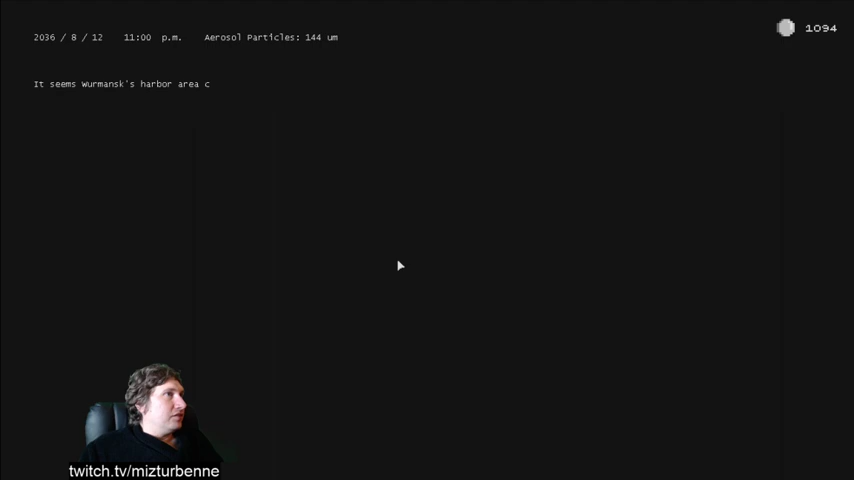 2036 / 8 / 12    11:00  p.m.    Aerosol Particles: 144 um
1094
It seems Wurmansk's harbor area c
twitch.tv/mizturbenne